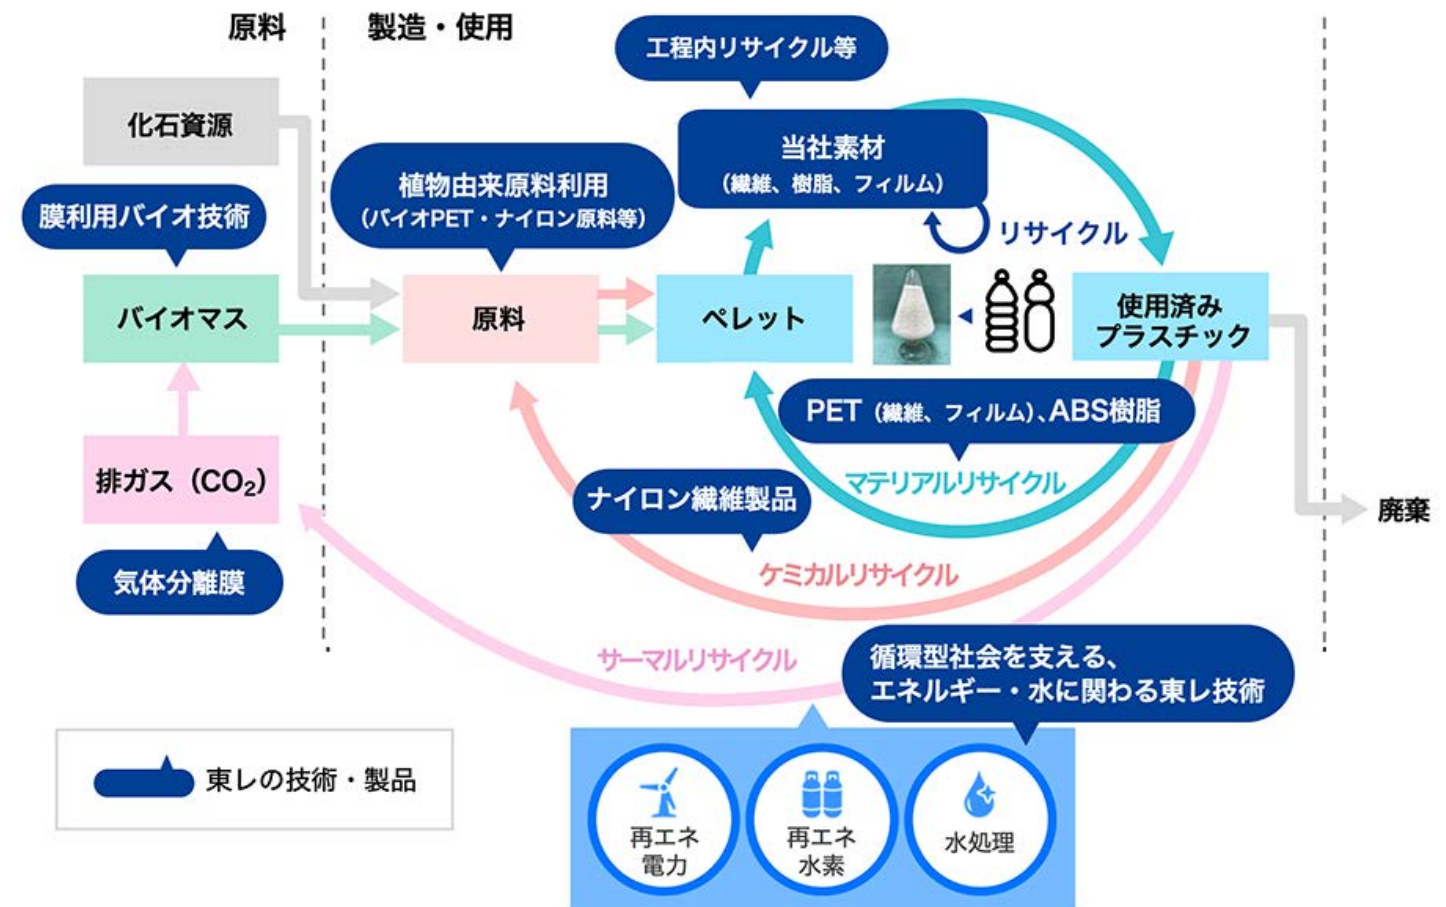 原料
製造・使用
工程内リサイクル等
化石資源
当社素材
(繊維、樹脂、フィルム)
植物由来原料利用
(バイオPET・ナイロン原料等)
膜利用バイオ技術
リサイクル
バイオマス
原料
ペレット
使用済み
プラスチック
PET（繊維、フィルム）、ABS樹脂
排ガス（CO₂）
マテリアルリサイクル
ナイロン繊維製品
廃棄
気体分離膜
ケミカルリサイクル
サーマルリサイクル
循環型社会を支える、
エネルギー・水に関わる東レ技術
東レの技術・製品
再エネ
電力
再エネ
水素
水処理